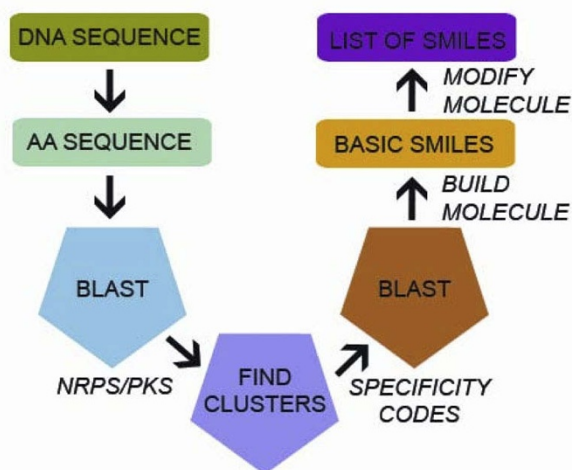 DNA SEQUENCE
AA SEQUENCE
BLAST
NRPS/PKS
FIND
CLUSTERS
SPECIFICITY
CODES
BLAST
BUILD
MOLECULE
BASIC SMILES
MODIFY
MOLECULE
LIST OF SMILES